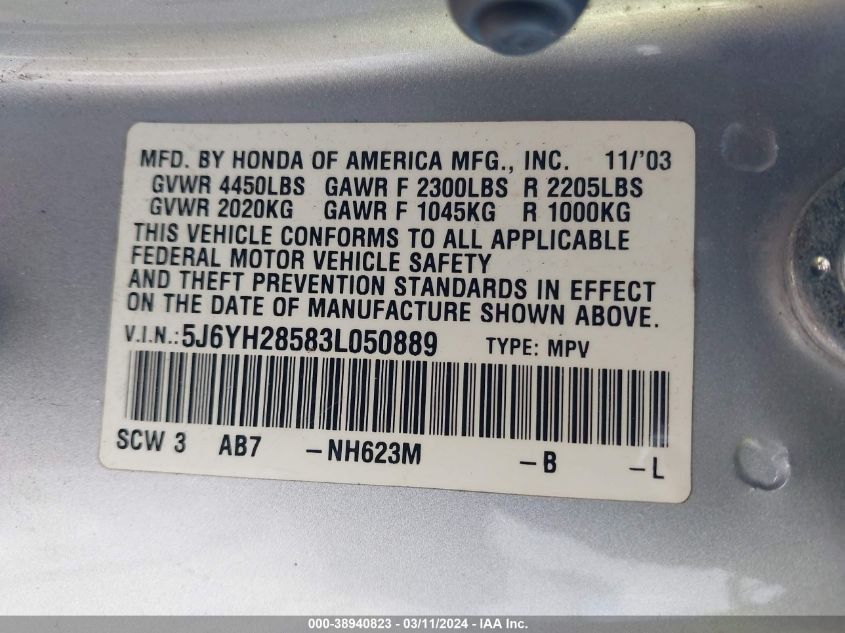 MFD. BY HONDA OF AMERICA MFG., INC. 11/'03
GVWR 4450LBS GAWR F 2300LBS R 2205LBS
GVWR 2020KG GAWR F 1045KG R 1000KG
THIS VEHICLE CONFORMS TO ALL APPLICABLE
FEDERAL MOTOR VEHICLE SAFETY
AND THEFT PREVENTION STANDARDS IN EFFECT
ON THE DATE OF MANUFACTURE SHOWN ABOVE.
V.I.N.: 5J6YH28583L050889 TYPE: MPV
SCW 3 AB7 -NH623M -B -L
000-38940823 - 03/11/2024 - IAA Inc.